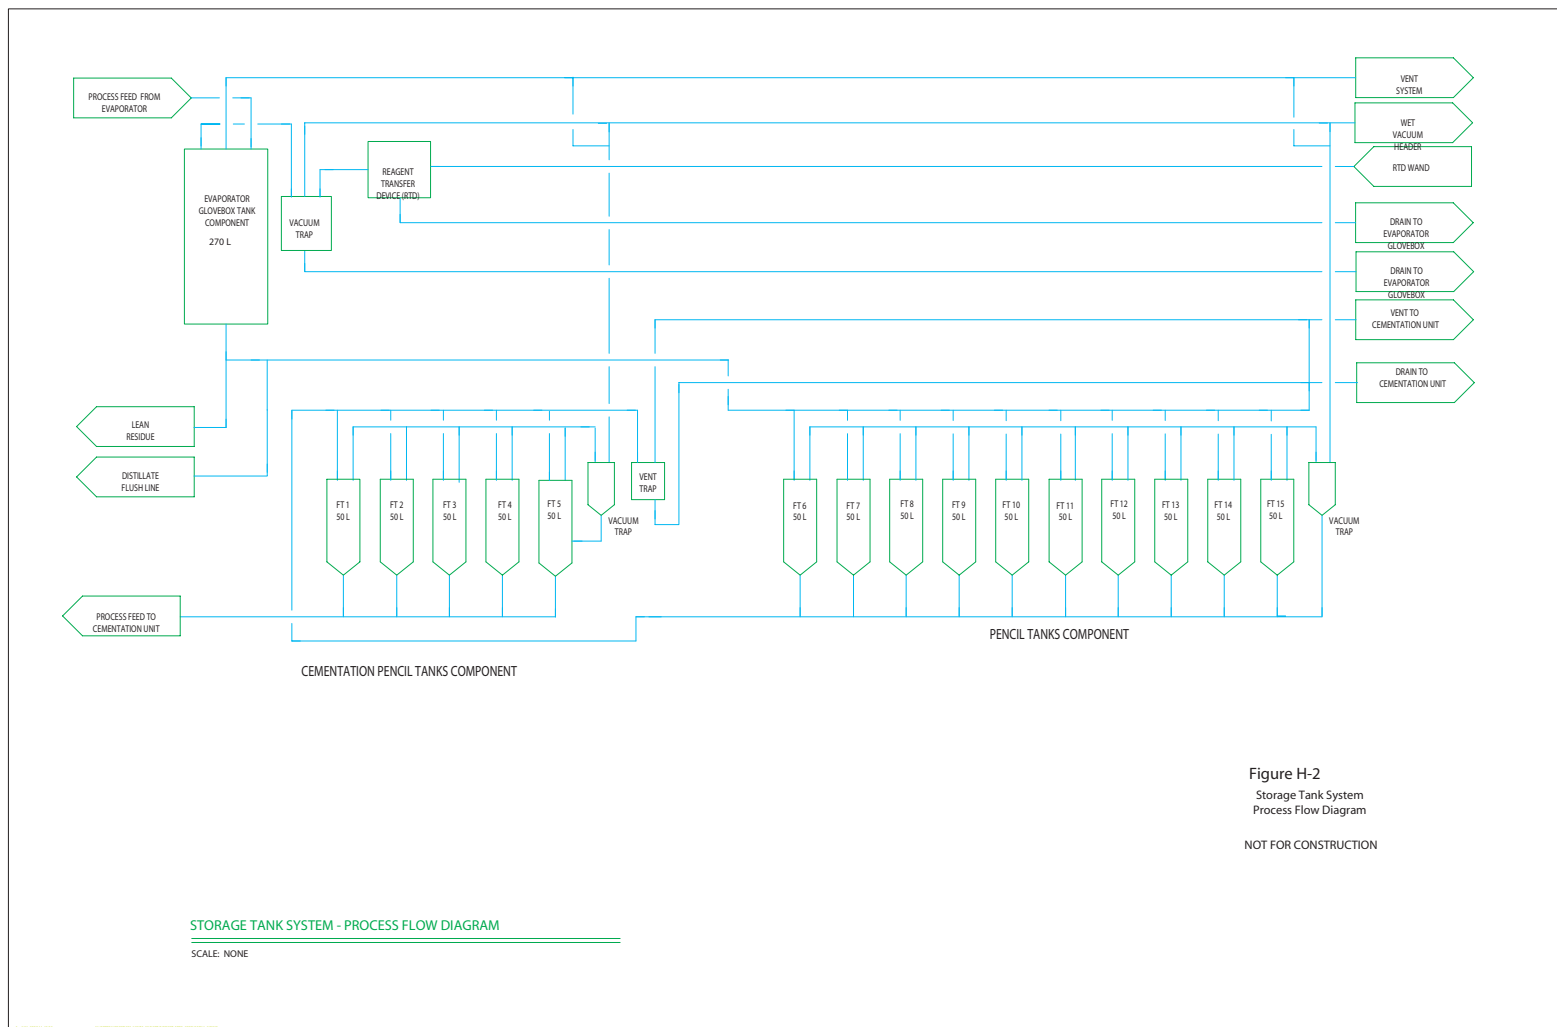 PROCESS FEED FROM
EVAPORATOR
VENT
SYSTEM
WET
VACUUM
HEADER
RTD WAND
REAGENT
TRANSFER
DEVICE (RTD)
EVAPORATOR
GLOVEBOX TANK
COMPONENT
270 L
VACUUM
TRAP
DRAIN TO
EVAPORATOR
GLOVEBOX
DRAIN TO
EVAPORATOR
GLOVEBOX
VENT TO
CEMENTATION UNIT
DRAIN TO
CEMENTATION UNIT
LEAN
RESIDUE
DISTILLATE
FLUSH LINE
FT 1
50 L
FT 2
50 L
FT 3
50 L
FT 4
50 L
FT 5
50 L
VACUUM
TRAP
VENT
TRAP
FT 6
50 L
FT 7
50 L
FT 8
50 L
FT 9
50 L
FT 10
50 L
FT 11
50 L
FT 12
50 L
FT 13
50 L
FT 14
50 L
FT 15
50 L
VACUUM
TRAP
PROCESS FEED TO
CEMENTATION UNIT
PENCIL TANKS COMPONENT
CEMENTATION PENCIL TANKS COMPONENT
Figure H-2
Storage Tank System
Process Flow Diagram
NOT FOR CONSTRUCTION
STORAGE TANK SYSTEM - PROCESS FLOW DIAGRAM
SCALE: NONE